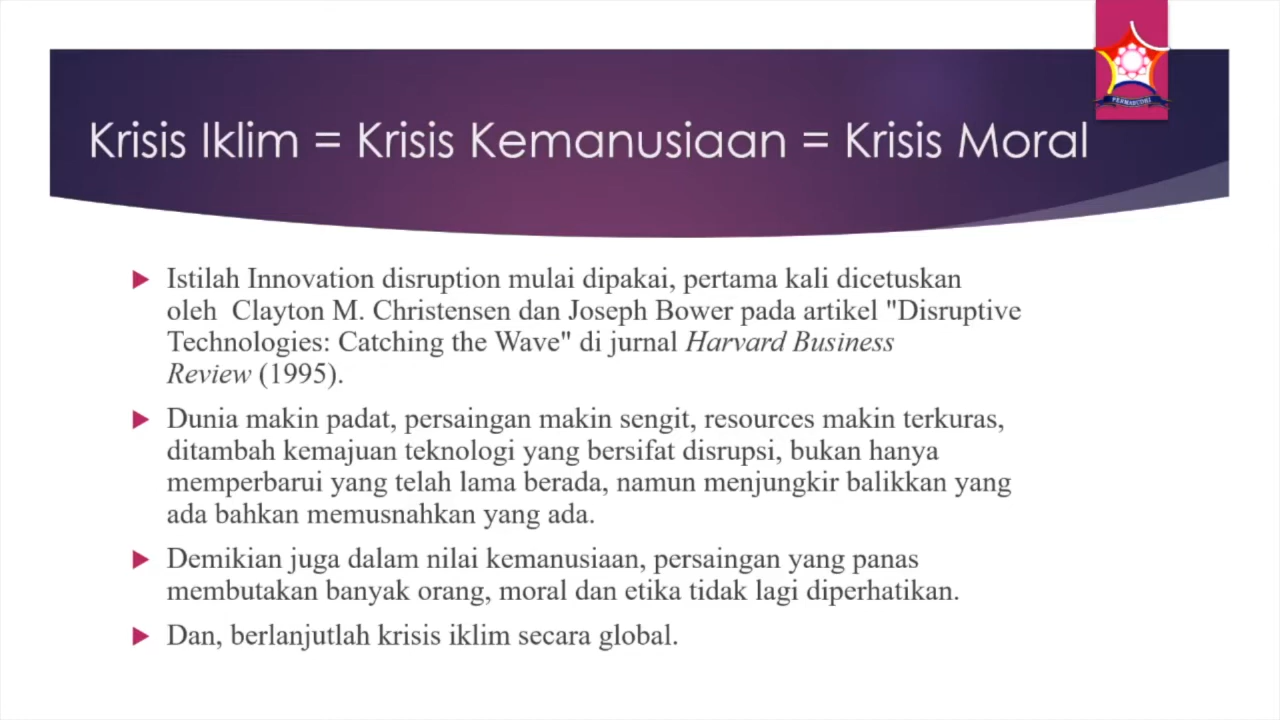 PERMABUDHI
Krisis Iklim = Krisis Kemanusiaan = Krisis Moral
Istilah Innovation disruption mulai dipakai, pertama kali dicetuskan
oleh Clayton M. Christensen dan Joseph Bower pada artikel "Disruptive
Technologies: Catching the Wave" di jurnal Harvard Business
Review (1995).
Dunia makin padat, persaingan makin sengit, resources makin terkuras,
ditambah kemajuan teknologi yang bersifat disrupsi, bukan hanya
memperbarui yang telah lama berada, namun menjungkir balikkan yang
ada bahkan memusnahkan yang ada.
Demikian juga dalam nilai kemanusiaan, persaingan yang panas
membutakan banyak orang, moral dan etika tidak lagi diperhatikan.
Dan, berlanjutlah krisis iklim secara global.